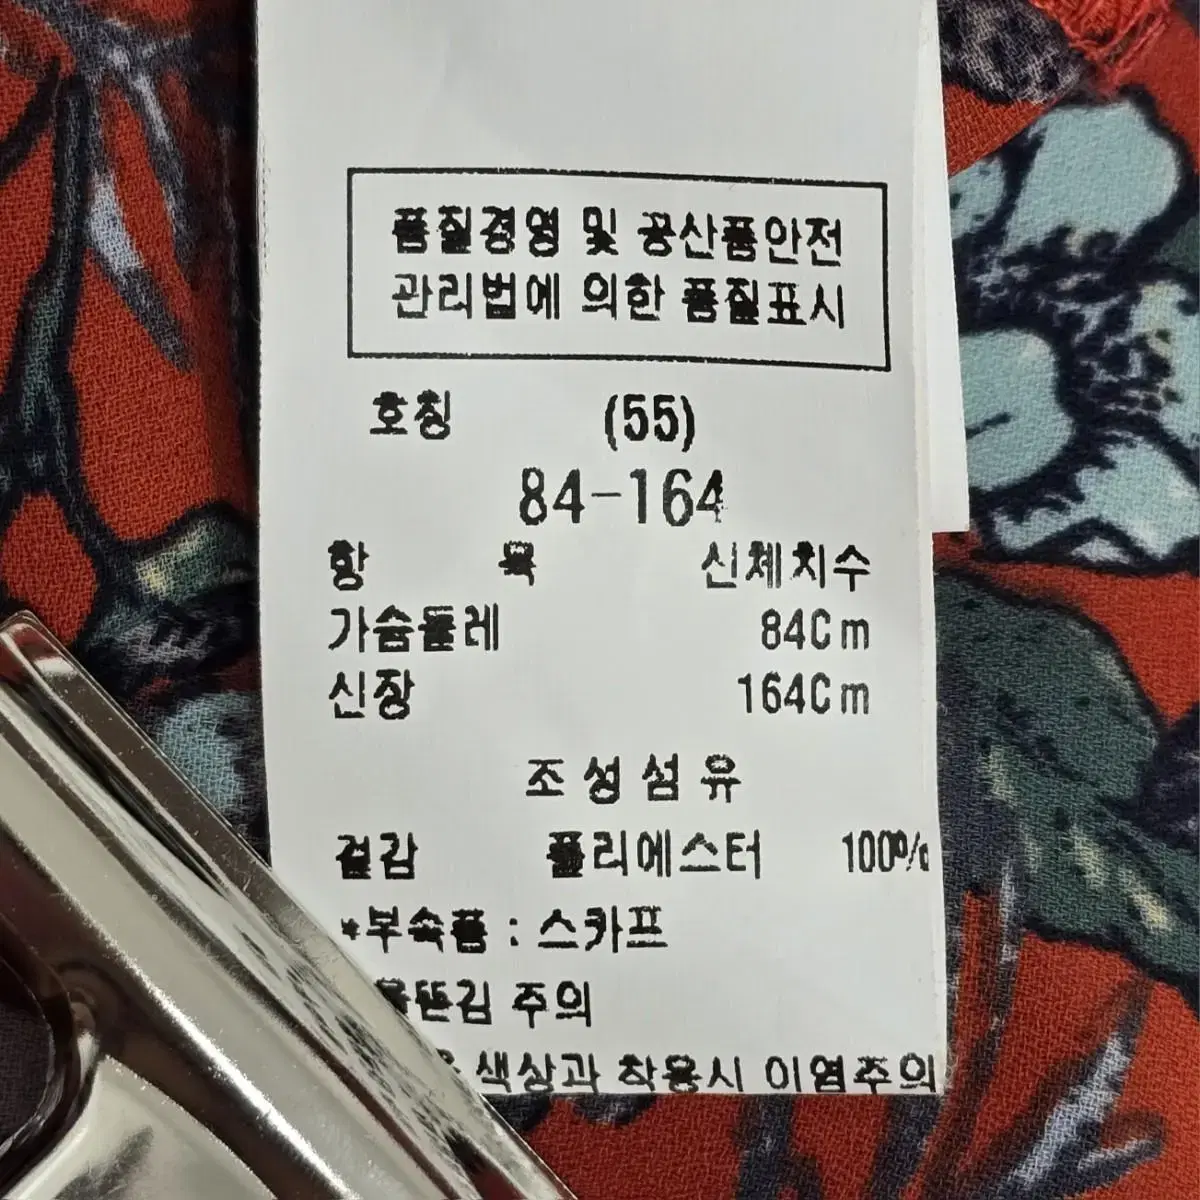 품질경영 및 공산품안전
관리법에 의한 품질표시
호칭 (55)
84-164
항 목 신체치수
가슴둘레 84Cm
신장 164Cm
조성섬유
겉감 폴리에스터 100%
*부속품 : 스카프
주의
색상과 착용시 이염주의